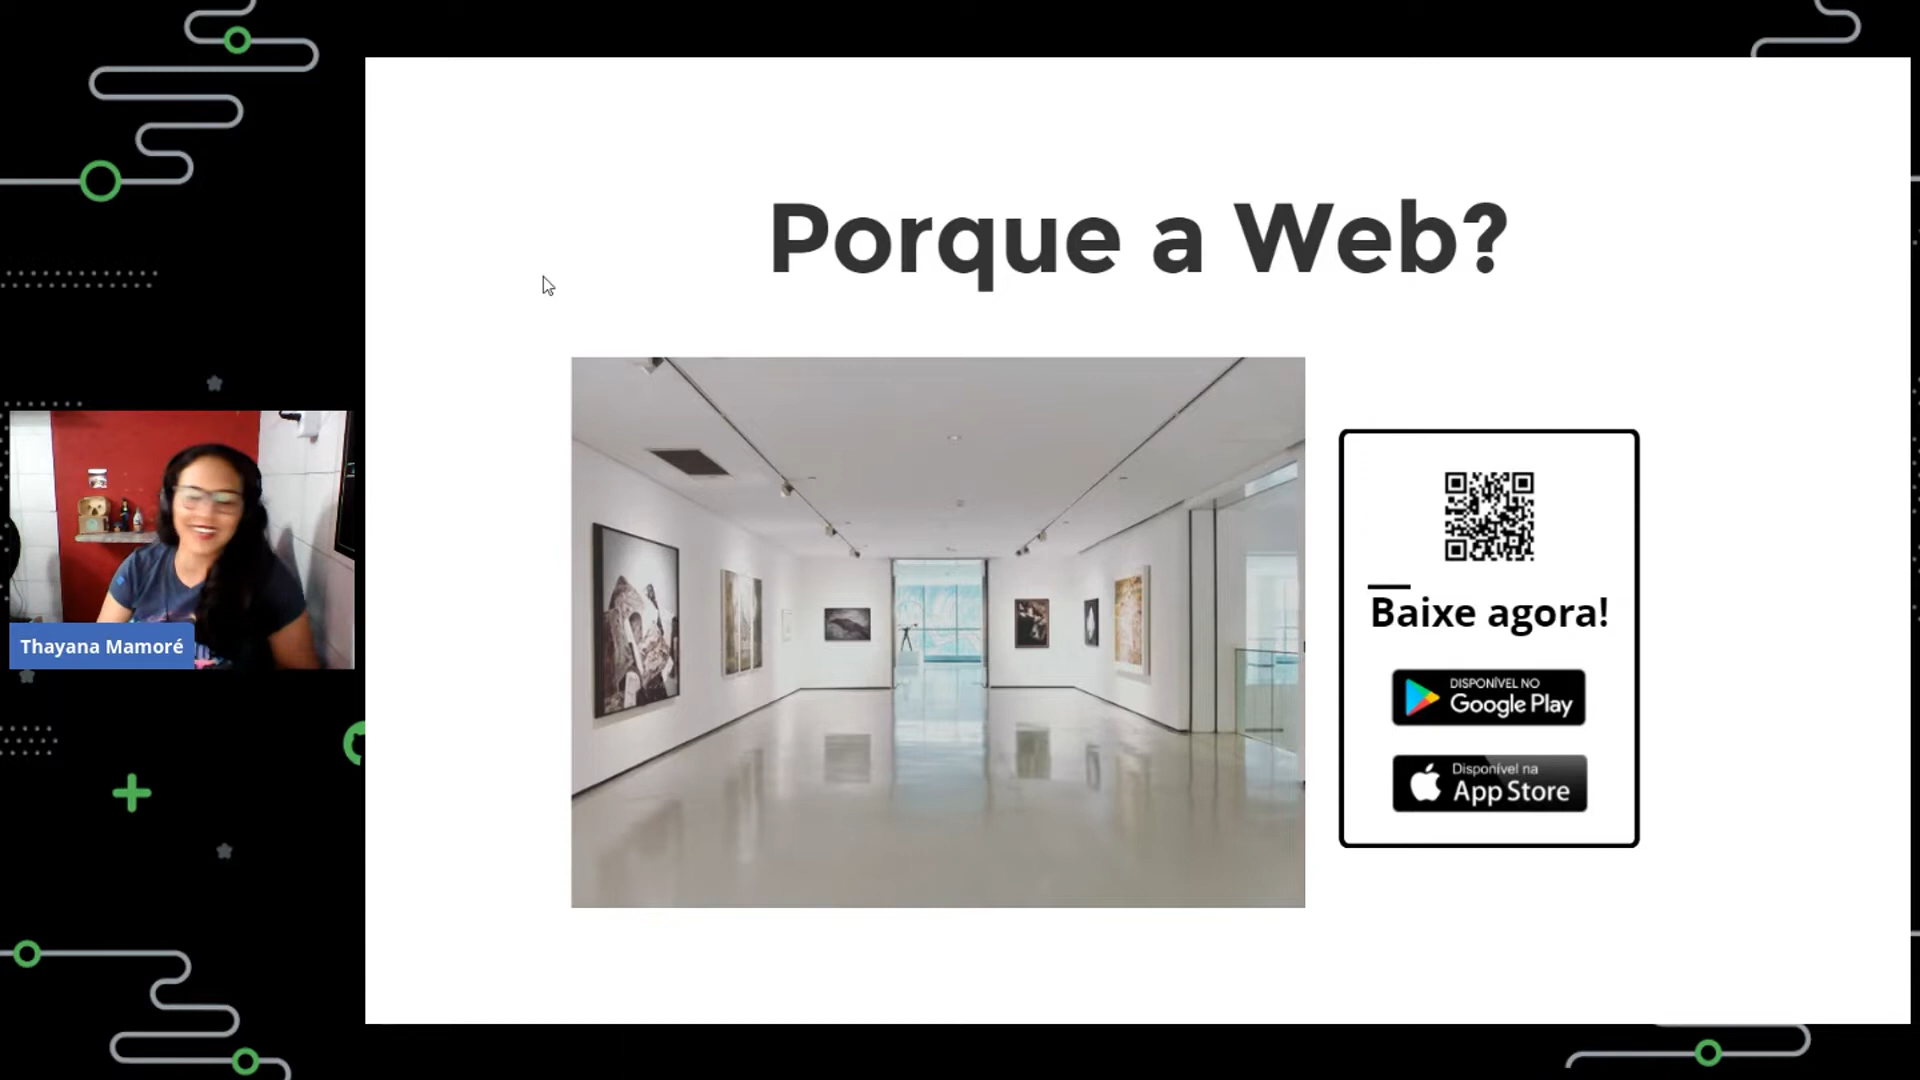 Porque a Web?
Baixe agora!
DISPONÍVEL NO
Google Play
Disponível na
App Store
Thayana Mamoré